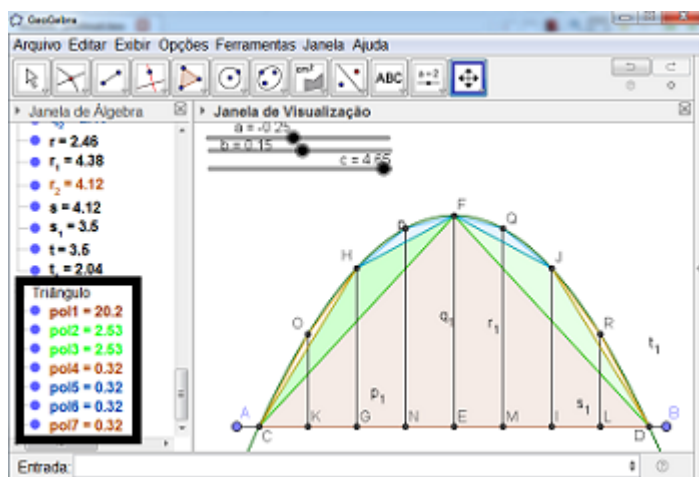 GeoGebra
Arquivo Editar Exibir Opções Ferramentas Janela Ajuda
ABC
a=2
Janela de Álgebra
r = 2.46
r₁ = 4.38
r₂ = 4.12
s = 4.12
s₁ = 3.5
t = 3.5
t₁ = 2.04
Triângulo
pol1 = 20.2
pol2 = 2.53
pol3 = 2.53
pol4 = 0.32
pol5 = 0.32
pol6 = 0.32
pol7 = 0.32
Janela de Visualização
a = -0.25
b = 0.15
c = 4.65
F
P Q
H J
O R
q₁ r₁ t₁
p₁ s₁
A B
C K G N E M I L D
Entrada: